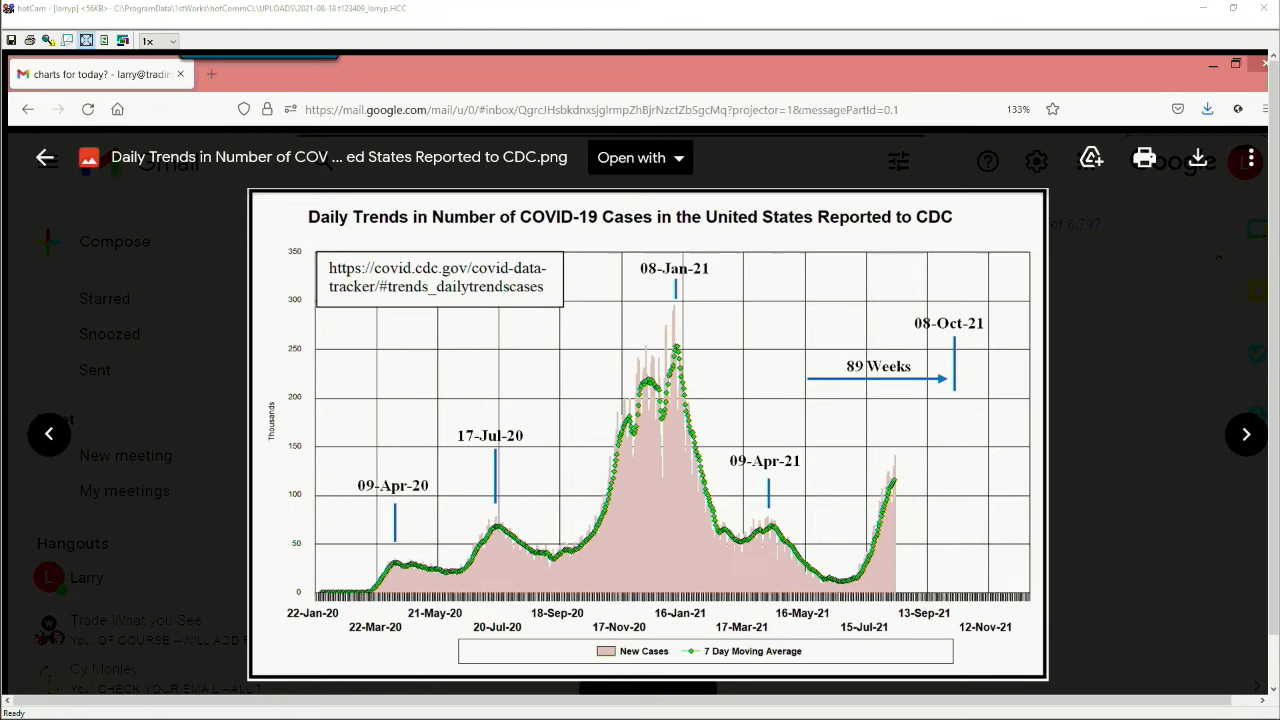 hotCam - [larryp] <56KB> - C:\ProgramData\1stWorks\hotCommCL\UPLOADS\2021-08-18 t123409_larryp.HCC
1x
charts for today? - larry@tradin
https://mail.google.com/mail/u/0/#inbox/QgrcJHsbkdnxsjglrmpZhBjrNzctZbSgcMq?projector=1&messagePartId=0.1
133%
Daily Trends in Number of COV ... ed States Reported to CDC.png
Open with
Gmail
Google
L
Compose
of 8,797
Starred
Snoozed
Sent
New meeting
My meetings
Hangouts
L
Larry
Trade What you See
Cy Monley
Daily Trends in Number of COVID-19 Cases in the United States Reported to CDC
https://covid.cdc.gov/covid-data-
tracker/#trends_dailytrendscases
350
300
250
200
150
100
50
0
Thousands
09-Apr-20
17-Jul-20
08-Jan-21
09-Apr-21
08-Oct-21
89 Weeks
22-Jan-20
21-May-20
18-Sep-20
16-Jan-21
16-May-21
13-Sep-21
22-Mar-20
20-Jul-20
17-Nov-20
17-Mar-21
15-Jul-21
12-Nov-21
New Cases
7 Day Moving Average
Ready